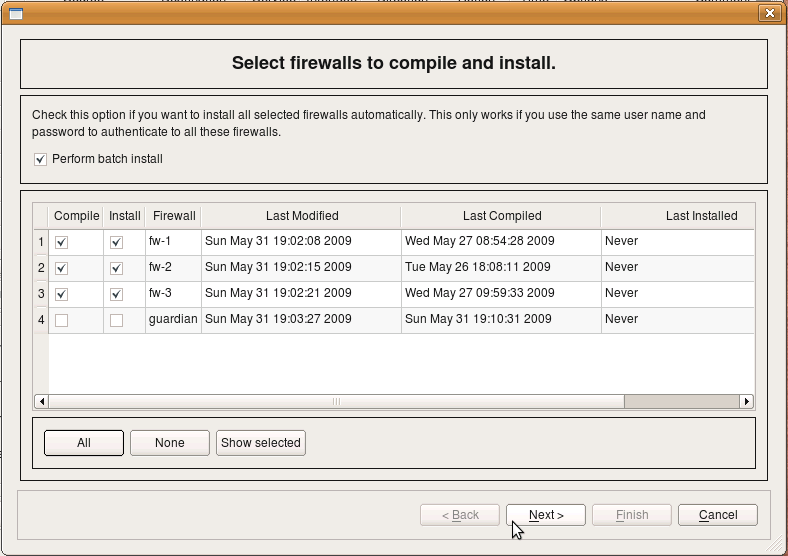 Select firewalls to compile and install.
Check this option if you want to install all selected firewalls automatically. This only works if you use the same user name and
password to authenticate to all these firewalls.
Perform batch install
Compile Install Firewall Last Modified Last Compiled Last Installed
1 fw-1 Sun May 31 19:02:08 2009 Wed May 27 08:54:28 2009 Never
2 fw-2 Sun May 31 19:02:15 2009 Tue May 26 18:08:11 2009 Never
3 fw-3 Sun May 31 19:02:21 2009 Wed May 27 09:59:33 2009 Never
4 guardian Sun May 31 19:03:27 2009 Sun May 31 19:10:31 2009 Never
All None Show selected
< Back Next > Finish Cancel